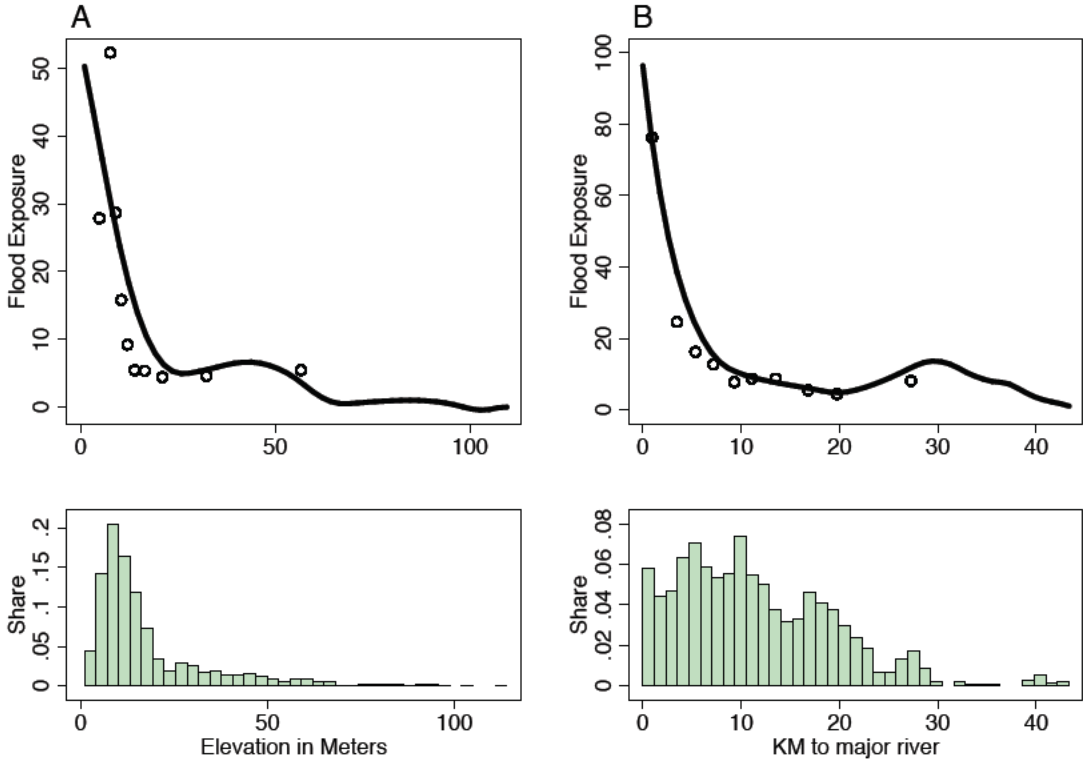 A
Flood Exposure
50
40
30
20
10
0
0 50 100
B
Flood Exposure
100
80
60
40
20
0
0 10 20 30 40
Share
.2
.15
.1
.05
0
0 50 100
Elevation in Meters
Share
.08
.06
.04
.02
0
0 10 20 30 40
KM to major river